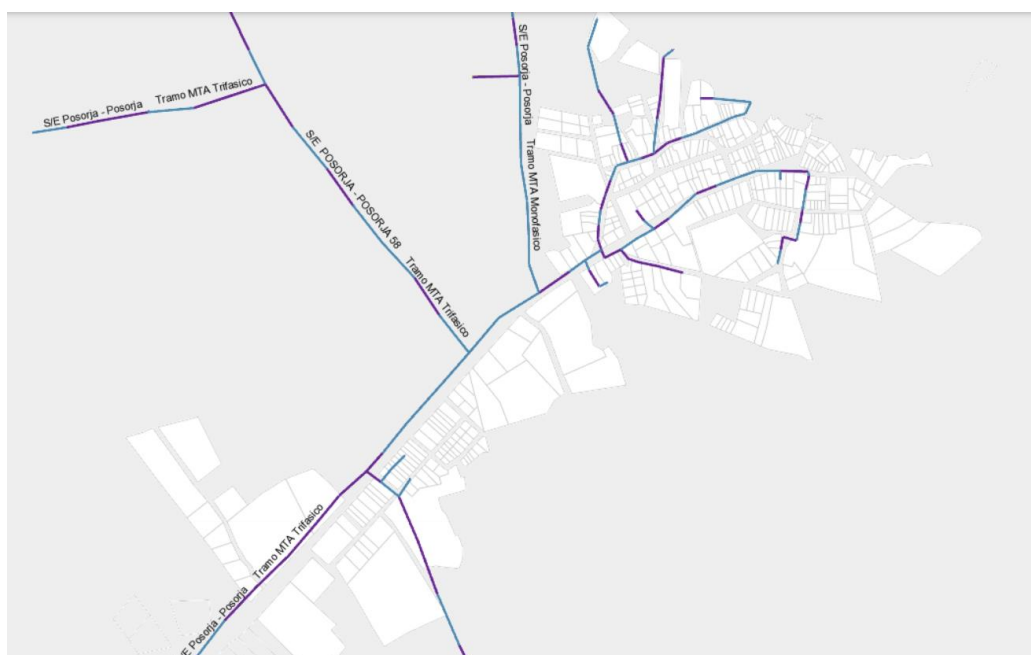 S/E Posorja - Posorja Tramo MTA Trifasico
S/E POSORJA - POSORJA 58 Tramo MTA Trifasico
S/E Posorja - Posorja Tramo MTA Monofasico
/E Posorja - Posorja Tramo MTA Trifasico